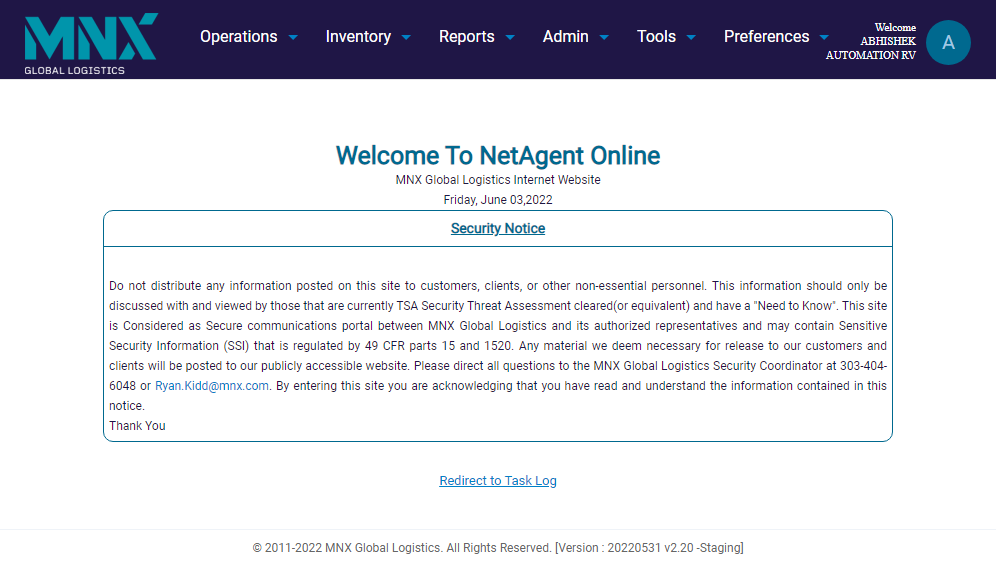 MNX
GLOBAL LOGISTICS
Operations Inventory Reports Admin Tools Preferences
Welcome
ABHISHEK
AUTOMATION RV
A
Welcome To NetAgent Online
MNX Global Logistics Internet Website
Friday, June 03,2022
Security Notice
Do not distribute any information posted on this site to customers, clients, or other non-essential personnel. This information should only be
discussed with and viewed by those that are currently TSA Security Threat Assessment cleared(or equivalent) and have a "Need to Know". This site
is Considered as Secure communications portal between MNX Global Logistics and its authorized representatives and may contain Sensitive
Security Information (SSI) that is regulated by 49 CFR parts 15 and 1520. Any material we deem necessary for release to our customers and
clients will be posted to our publicly accessible website. Please direct all questions to the MNX Global Logistics Security Coordinator at 303-404-
6048 or Ryan.Kidd@mnx.com. By entering this site you are acknowledging that you have read and understand the information contained in this
notice.
Thank You
Redirect to Task Log
© 2011-2022 MNX Global Logistics. All Rights Reserved. [Version : 20220531 v2.20 -Staging]